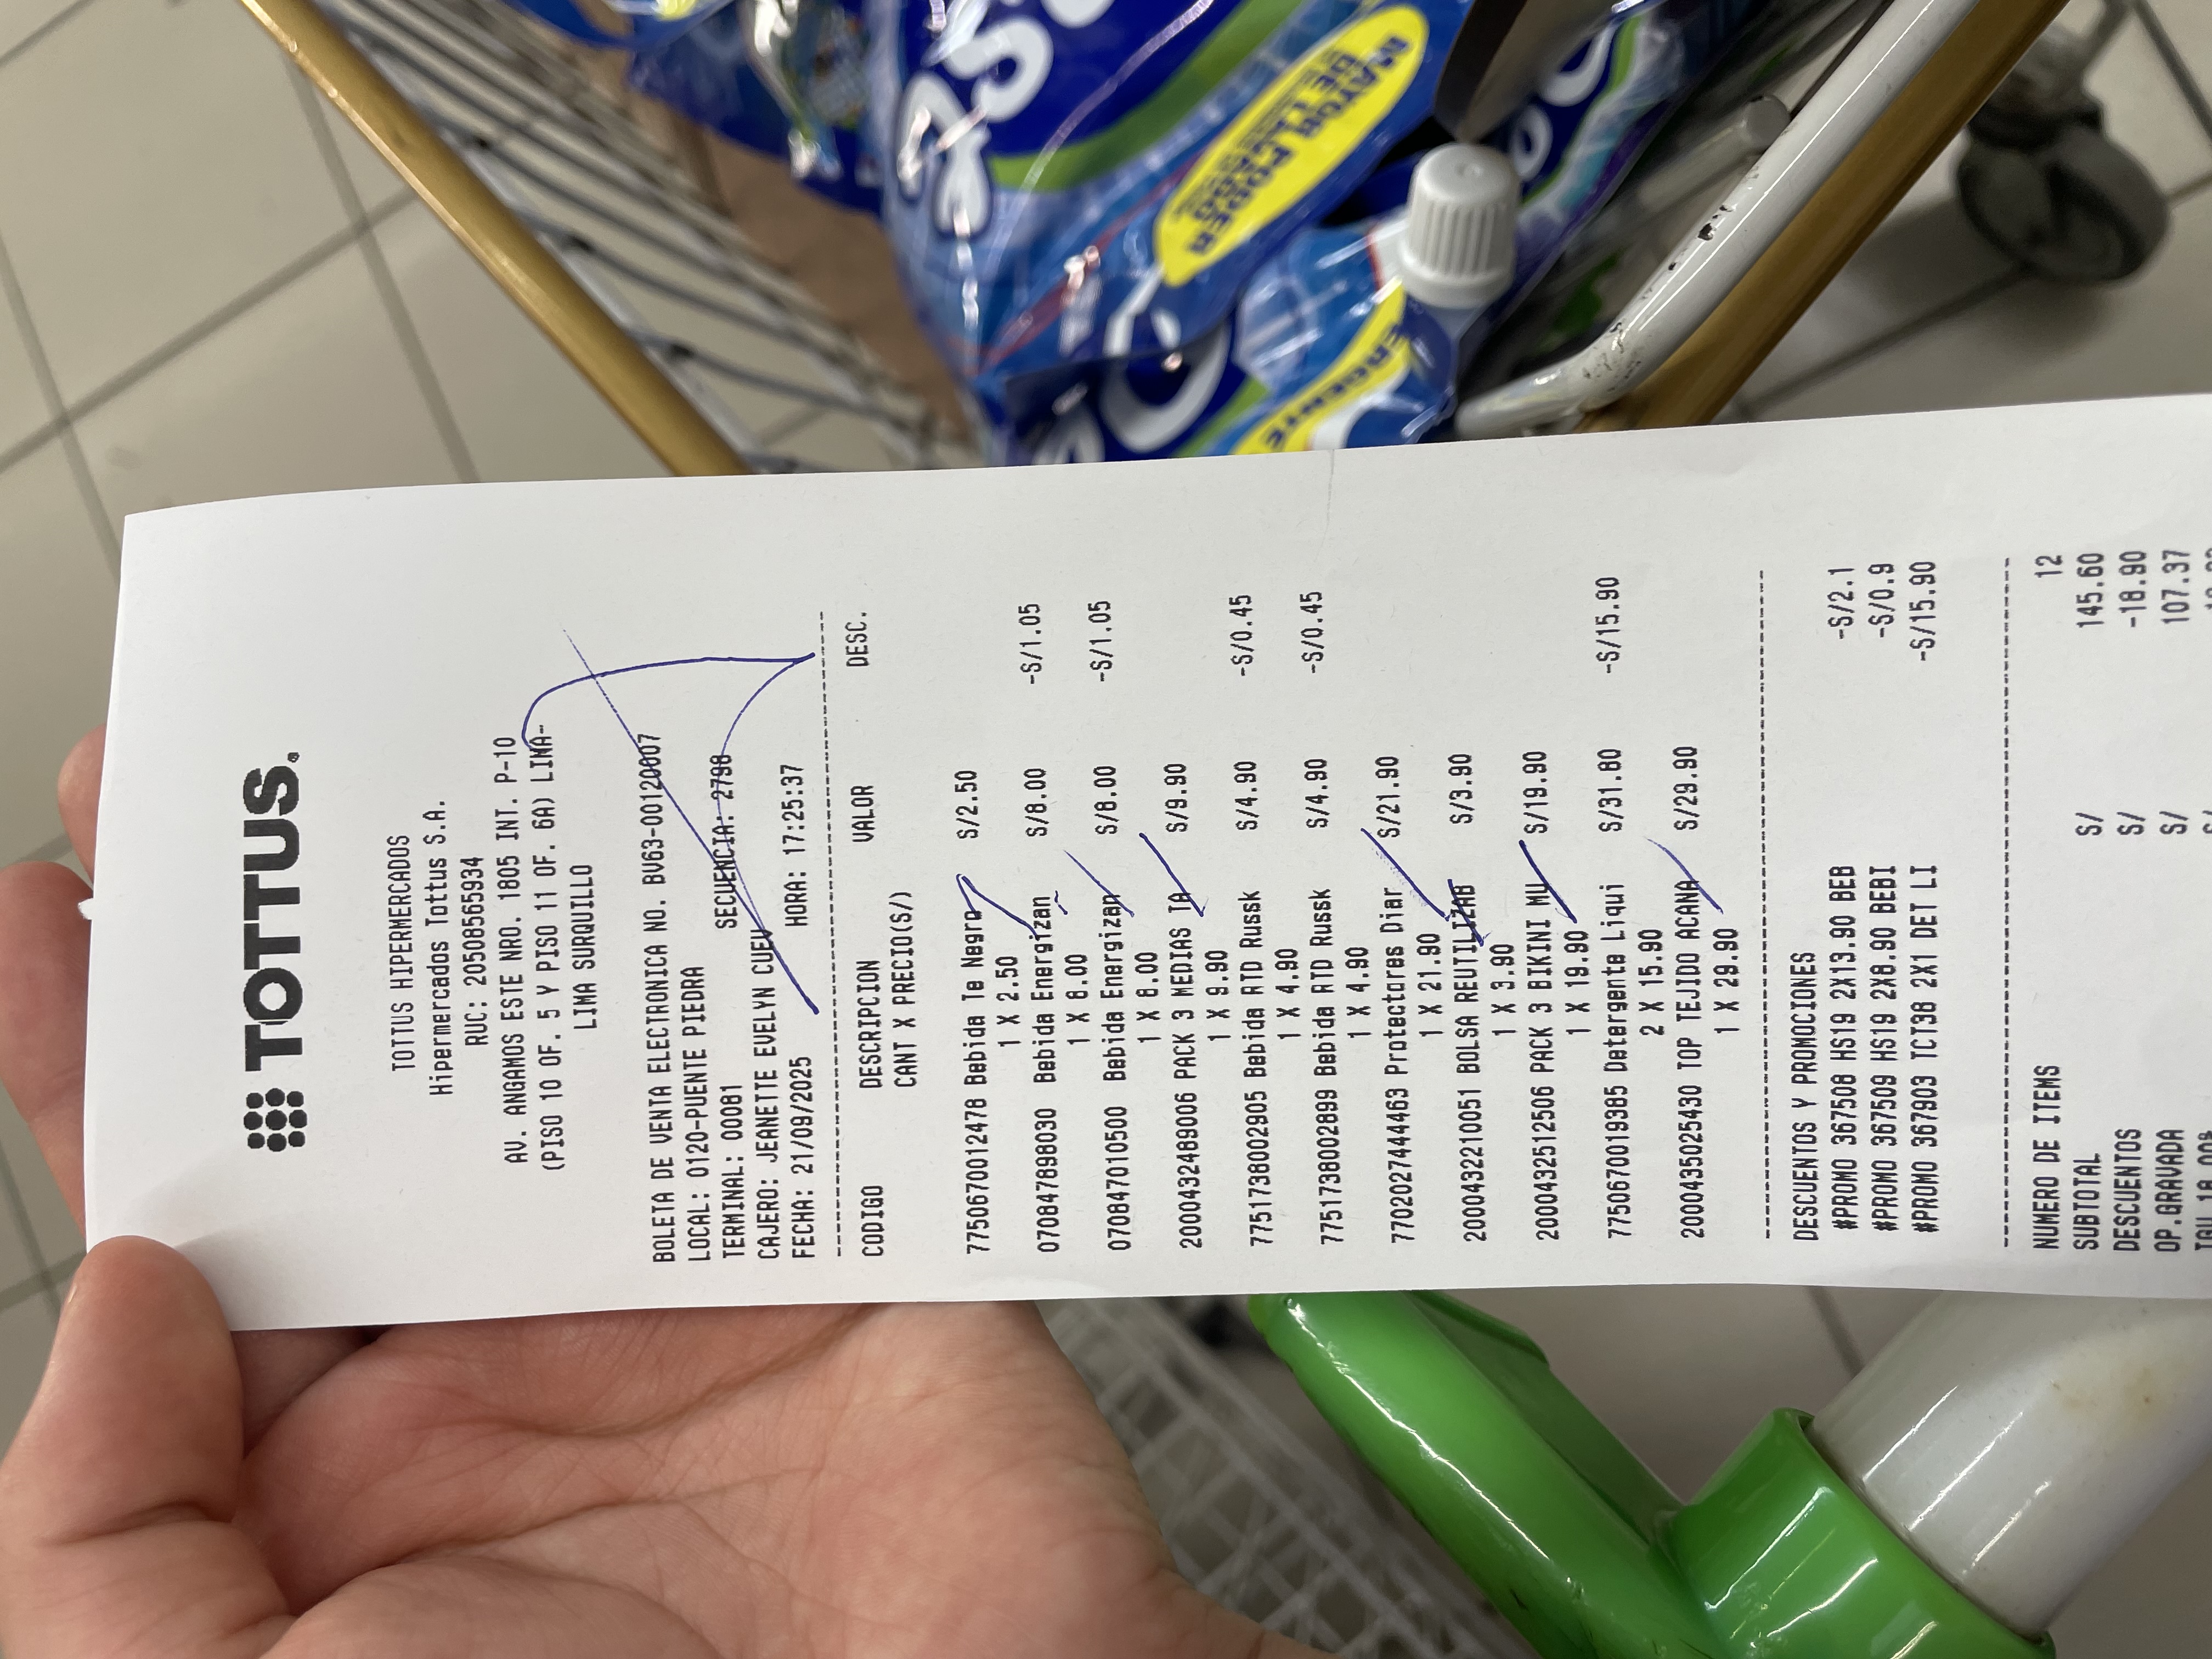 TOTTUS.
TOTTUS HIPERMERCADOS
Hipermercados Tottus S.A.
RUC: 20508565934
AV. ANGAMOS ESTE NRO. 1805 INT. P-10
(PISO 10 OF. 5 Y PISO 11 OF. 6A) LIMA-
LIMA SURQUILLO
BOLETA DE VENTA ELECTRONICA NO. BV63-00120007
LOCAL: 0120-PUENTE PIEDRA
TERMINAL: 00081 SECUENCIA: 2798
CAJERO: JEANETTE EVELYN CUEV
FECHA: 21/09/2025 HORA: 17:25:37
CODIGO DESCRIPCION VALOR DESC.
CANT X PRECIO(S/)
7750670012478 Bebida Te Negro S/2.50
1 X 2.50
070847898030 Bebida Energizan S/8.00 -S/1.05
1 X 8.00
070847010500 Bebida Energizan S/8.00 -S/1.05
1 X 8.00
2000432489006 PACK 3 MEDIAS TA S/9.90
1 X 9.90
7751738002905 Bebida RTD Russk S/4.90 -S/0.45
1 X 4.90
7751738002899 Bebida RTD Russk S/4.90 -S/0.45
1 X 4.90
7702027444463 Protectores Diar S/21.90
1 X 21.90
2000432210051 BOLSA REUTILIZAB S/3.90
1 X 3.90
2000432512506 PACK 3 BIKINI MU S/19.90
1 X 19.90
7750670019385 Detergente Liqui S/31.80 -S/15.90
2 X 15.90
2000435025430 TOP TEJIDO ACANA S/29.90
1 X 29.90
DESCUENTOS Y PROMOCIONES
#PROMO 367508 HS19 2X13.90 BEB -S/2.1
#PROMO 367509 HS19 2X8.90 BEBI -S/0.9
#PROMO 367903 TCT38 2X1 DET LI -S/15.90
NUMERO DE ITEMS 12
SUBTOTAL S/ 145.60
DESCUENTOS S/ -18.90
OP.GRAVADA S/ 107.37
MAYOR PODER